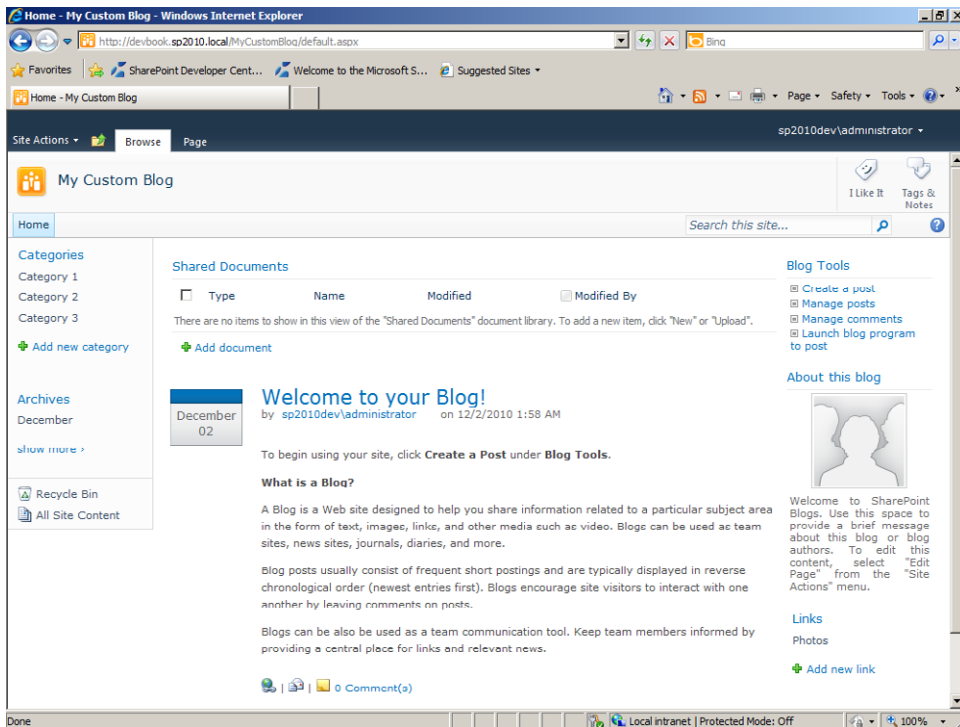 Home - My Custom Blog - Windows Internet Explorer
http://devbook.sp2010.local/MyCustomBlog/default.aspx
Bing
Favorites
SharePoint Developer Cent...
Welcome to the Microsoft S...
Suggested Sites
Home - My Custom Blog
Page
Safety
Tools
»
Site Actions
Browse
Page
sp2010dev\administrator
My Custom Blog
I Like It
Tags &
Notes
Home
Search this site...
Categories
Category 1
Category 2
Category 3
Add new category
Archives
December
show more ›
Recycle Bin
All Site Content
Shared Documents
Type Name Modified Modified By
There are no items to show in this view of the "Shared Documents" document library. To add a new item, click "New" or "Upload".
Add document
December
02
Welcome to your Blog!
by sp2010dev\administrator on 12/2/2010 1:58 AM
To begin using your site, click Create a Post under Blog Tools.
What is a Blog?
A Blog is a Web site designed to help you share information related to a particular subject area
in the form of text, images, links, and other media such as video. Blogs can be used as team
sites, news sites, journals, diaries, and more.
Blog posts usually consist of frequent short postings and are typically displayed in reverse
chronological order (newest entries first). Blogs encourage site visitors to interact with one
another by leaving comments on posts.
Blogs can be also be used as a team communication tool. Keep team members informed by
providing a central place for links and relevant news.
| | 0 Comment(s)
Blog Tools
Create a post
Manage posts
Manage comments
Launch blog program
to post
About this blog
Welcome to SharePoint
Blogs. Use this space to
provide a brief message
about this blog or blog
authors. To edit this
content, select "Edit
Page" from the "Site
Actions" menu.
Links
Photos
Add new link
Done
Local intranet | Protected Mode: Off
100%